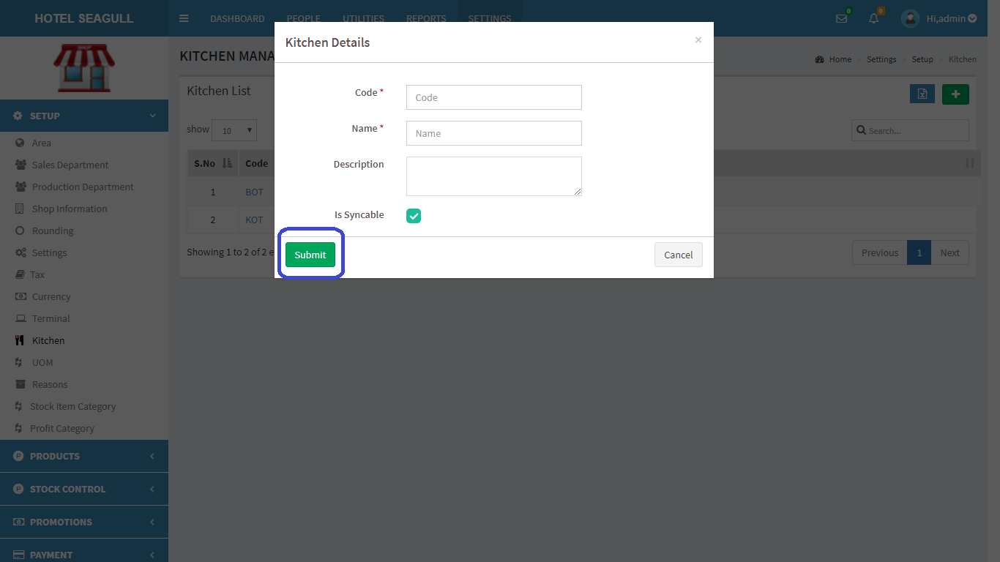 HOTEL SEAGULL
DASHBOARD PEOPLE UTILITIES REPORTS SETTINGS
0 0 Hi,admin
SHOP
SETUP
Area
Sales Department
Production Department
Shop Information
Rounding
Settings
Tax
Currency
Terminal
Kitchen
UOM
Reasons
Stock Item Category
Profit Category
PRODUCTS
STOCK CONTROL
PROMOTIONS
PAYMENT
KITCHEN MANA
Home > Settings > Setup > Kitchen
Kitchen List
show 10
Search...
S.No Code
1 BOT
2 KOT
Showing 1 to 2 of 2 e
Previous 1 Next
Kitchen Details ×
Code *
Code
Name *
Name
Description
Is Syncable
Submit Cancel